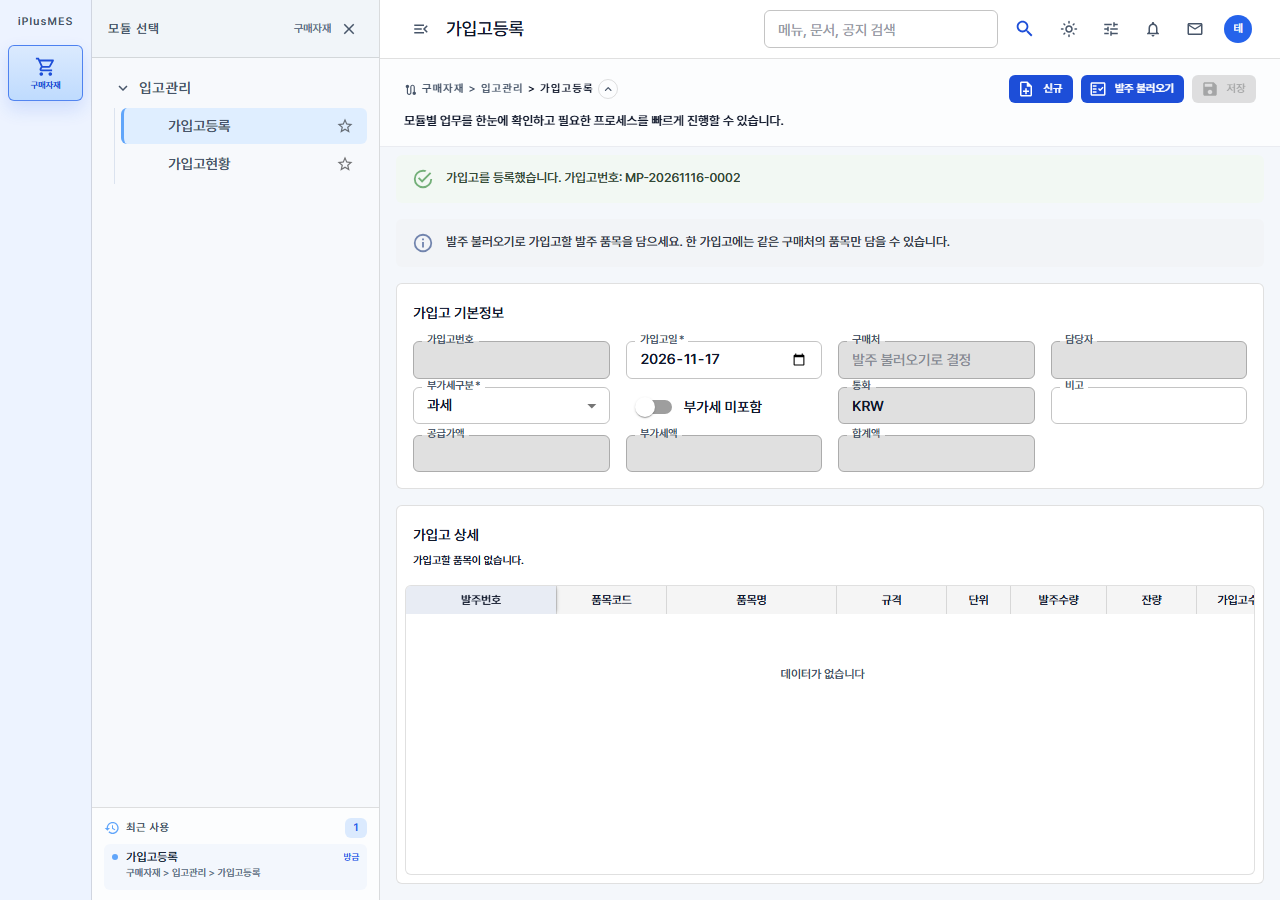 iPlusMES
구매자재
모듈 선택
구매자재
입고관리
가입고등록
가입고현황
최근 사용
1
가입고등록
방금
구매자재 > 입고관리 > 가입고등록
가입고등록
메뉴, 문서, 공지 검색
테
구매자재 > 입고관리 > 가입고등록
신규
발주 불러오기
저장
모듈별 업무를 한눈에 확인하고 필요한 프로세스를 빠르게 진행할 수 있습니다.
가입고를 등록했습니다. 가입고번호: MP-20261116-0002
발주 불러오기로 가입고할 발주 품목을 담으세요. 한 가입고에는 같은 구매처의 품목만 담을 수 있습니다.
가입고 기본정보
가입고번호
가입고일 *
2026-11-17
구매처
발주 불러오기로 결정
담당자
부가세구분 *
과세
부가세 미포함
통화
KRW
비고
공급가액
부가세액
합계액
가입고 상세
가입고할 품목이 없습니다.
발주번호 품목코드 품목명 규격 단위 발주수량 잔량 가입고수
데이터가 없습니다